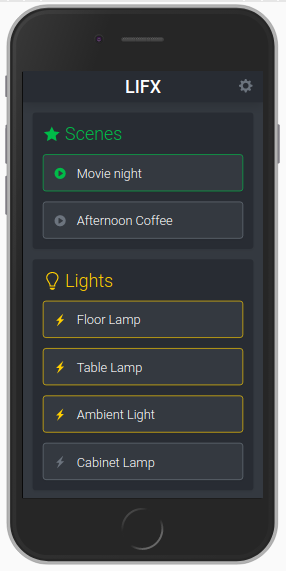 LIFX
Scenes
Movie night
Afternoon Coffee
Lights
Floor Lamp
Table Lamp
Ambient Light
Cabinet Lamp